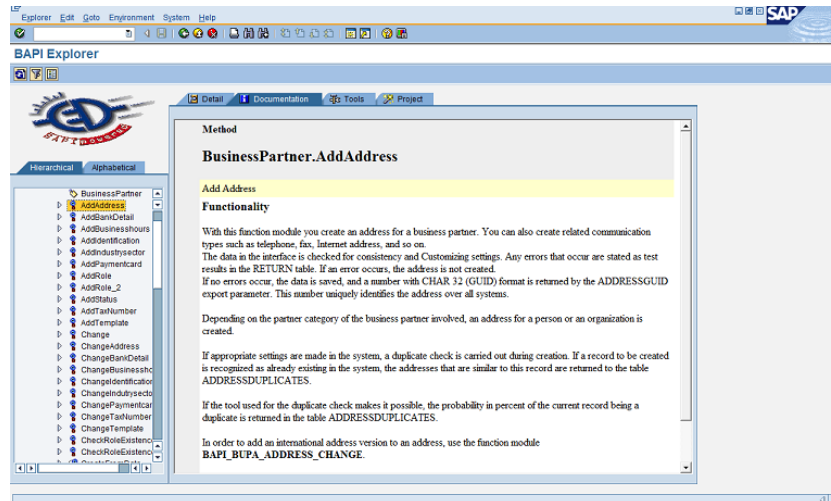 Explorer Edit Goto Environment System Help
SAP
BAPI Explorer
Detail Documentation Tools Project
BAPI POWERED
Hierarchical Alphabetical
BusinessPartner
AddAddress
AddBankDetail
AddBusinesshours
AddIdentification
AddIndustrysector
AddPaymentcard
AddRole
AddRole_2
AddStatus
AddTaxNumber
AddTemplate
Change
ChangeAddress
ChangeBankDetail
ChangeBusinessho
ChangeIdentification
ChangeIndutrysecto
ChangePaymentcar
ChangeTaxNumber
ChangeTemplate
CheckRoleExistenc
CheckRoleExistenc
Method
BusinessPartner.AddAddress
Add Address
Functionality
With this function module you create an address for a business partner. You can also create related communication
types such as telephone, fax, Internet address, and so on.
The data in the interface is checked for consistency and Customizing settings. Any errors that occur are stated as test
results in the RETURN table. If an error occurs, the address is not created.
If no errors occur, the data is saved, and a number with CHAR 32 (GUID) format is returned by the ADDRESSGUID
export parameter. This number uniquely identifies the address over all systems.
Depending on the partner category of the business partner involved, an address for a person or an organization is
created.
If appropriate settings are made in the system, a duplicate check is carried out during creation. If a record to be created
is recognized as already existing in the system, the addresses that are similar to this record are returned to the table
ADDRESSDUPLICATES.
If the tool used for the duplicate check makes it possible, the probability in percent of the current record being a
duplicate is returned in the table ADDRESSDUPLICATES.
In order to add an international address version to an address, use the function module
BAPI_BUPA_ADDRESS_CHANGE.